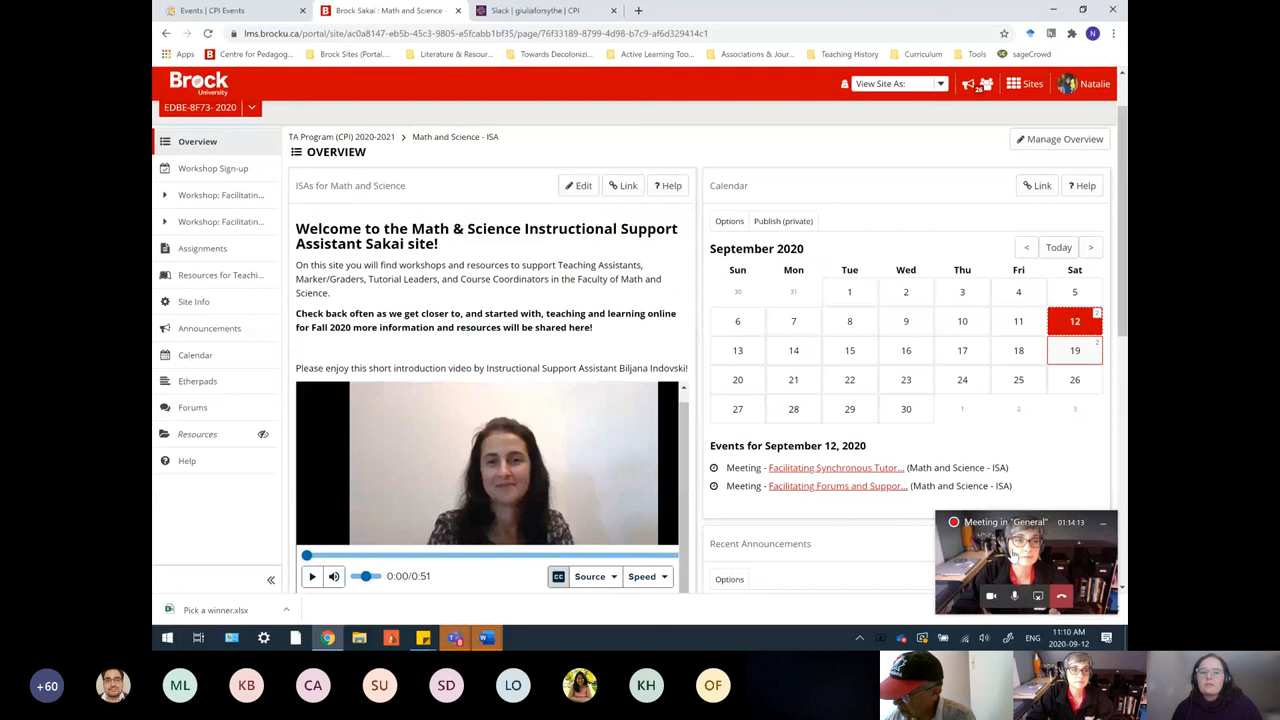 Events | CPI Events
Brock Sakai : Math and Science -
Slack | giuliaforsythe | CPI
lms.brocku.ca/portal/site/ac0a8147-eb5b-45c3-9805-e5fcabb1bf35/page/76f33189-8799-4d98-b7c9-af6d329414c1
N
Apps
Centre for Pedagog...
Brock Sites (Portal,...
Literature & Resour...
Towards Decolonizi...
Active Learning Too...
Associations & Jour...
Teaching History
Curriculum
Tools
sageCrowd
Brock
University
View Site As:
26
Sites
Natalie
EDBE-8F73- 2020
Overview
Workshop Sign-up
Workshop: Facilitatin...
Workshop: Facilitatin...
Assignments
Resources for Teachi...
Site Info
Announcements
Calendar
Etherpads
Forums
Resources
Help
TA Program (CPI) 2020-2021 > Math and Science - ISA
OVERVIEW
Manage Overview
ISAs for Math and Science
Edit
Link
? Help
Welcome to the Math & Science Instructional Support
Assistant Sakai site!
On this site you will find workshops and resources to support Teaching Assistants,
Marker/Graders, Tutorial Leaders, and Course Coordinators in the Faculty of Math and
Science.
Check back often as we get closer to, and started with, teaching and learning online
for Fall 2020 more information and resources will be shared here!
Please enjoy this short introduction video by Instructional Support Assistant Biljana Indovski!
0:00/0:51
CC
Source
Speed
Calendar
Link
? Help
Options
Publish (private)
September 2020
< Today >
Sun Mon Tue Wed Thu Fri Sat
30 31 1 2 3 4 5
6 7 8 9 10 11 12 2
13 14 15 16 17 18 19 2
20 21 22 23 24 25 26
27 28 29 30 1 2 3
Events for September 12, 2020
Meeting - Facilitating Synchronous Tutor... (Math and Science - ISA)
Meeting - Facilitating Forums and Suppor... (Math and Science - ISA)
Recent Announcements
Options
Meeting in "General"
01:14:13
Pick a winner.xlsx
ENG
11:10 AM
2020-09-12
+60
ML
KB
CA
SU
SD
LO
KH
OF